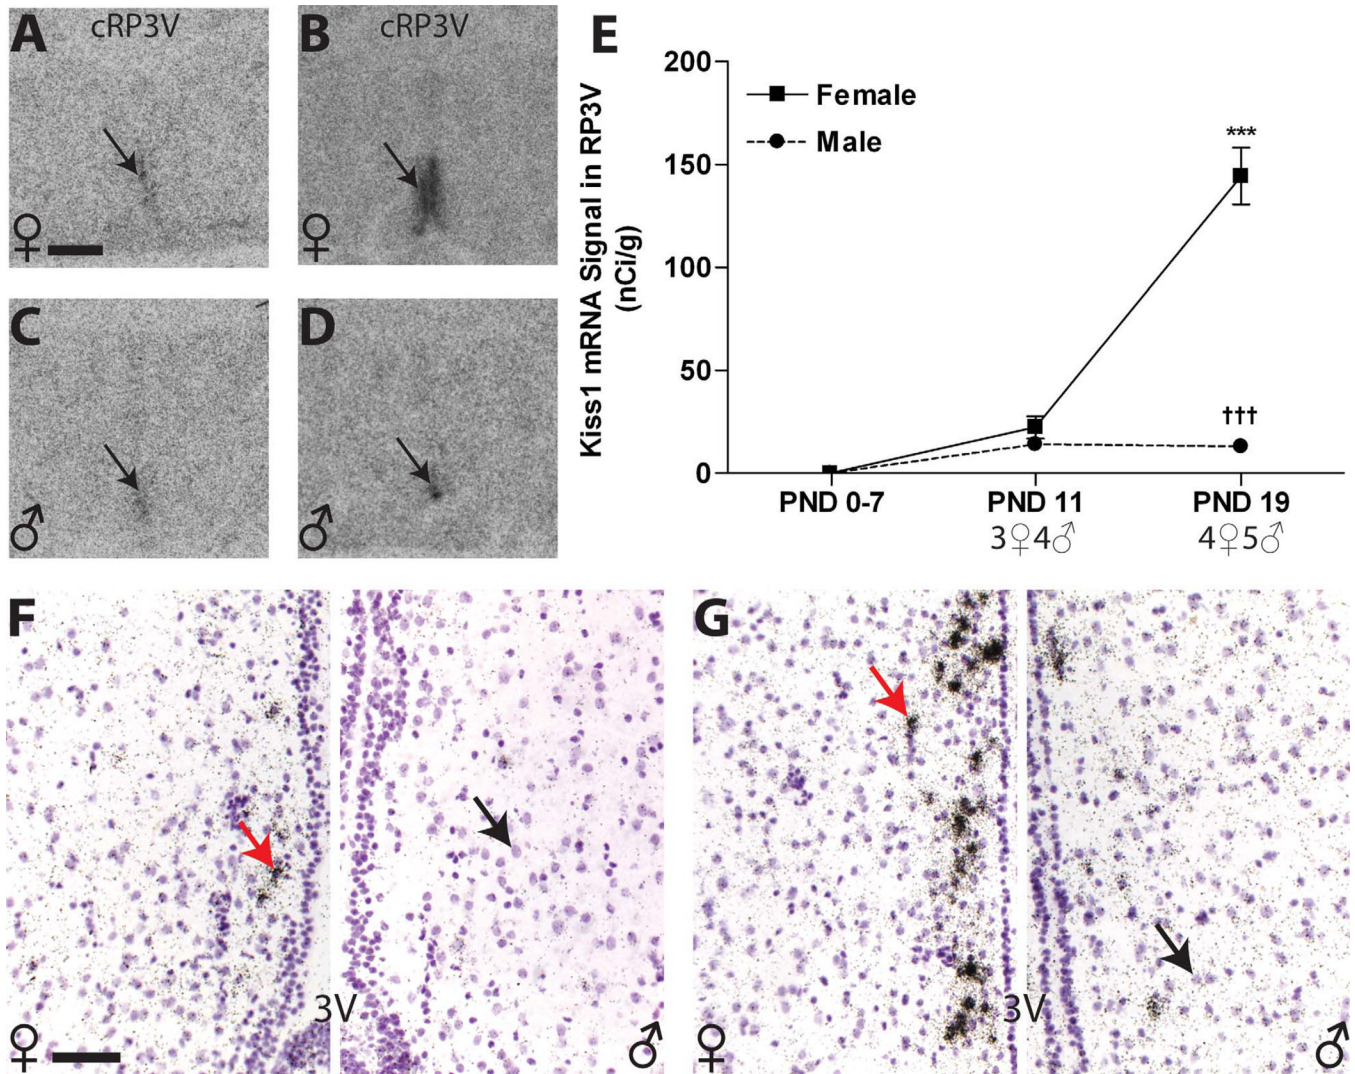 A
cRP3V
♀
B
cRP3V
♀
C
♂
D
♂
E
Kiss1 mRNA Signal in RP3V
(nCi/g)
200
150
100
50
0
Female
Male
***
†††
PND 0-7
PND 11
PND 19
3♀4♂
4♀5♂
F
♀
3V
♂
G
♀
3V
♂